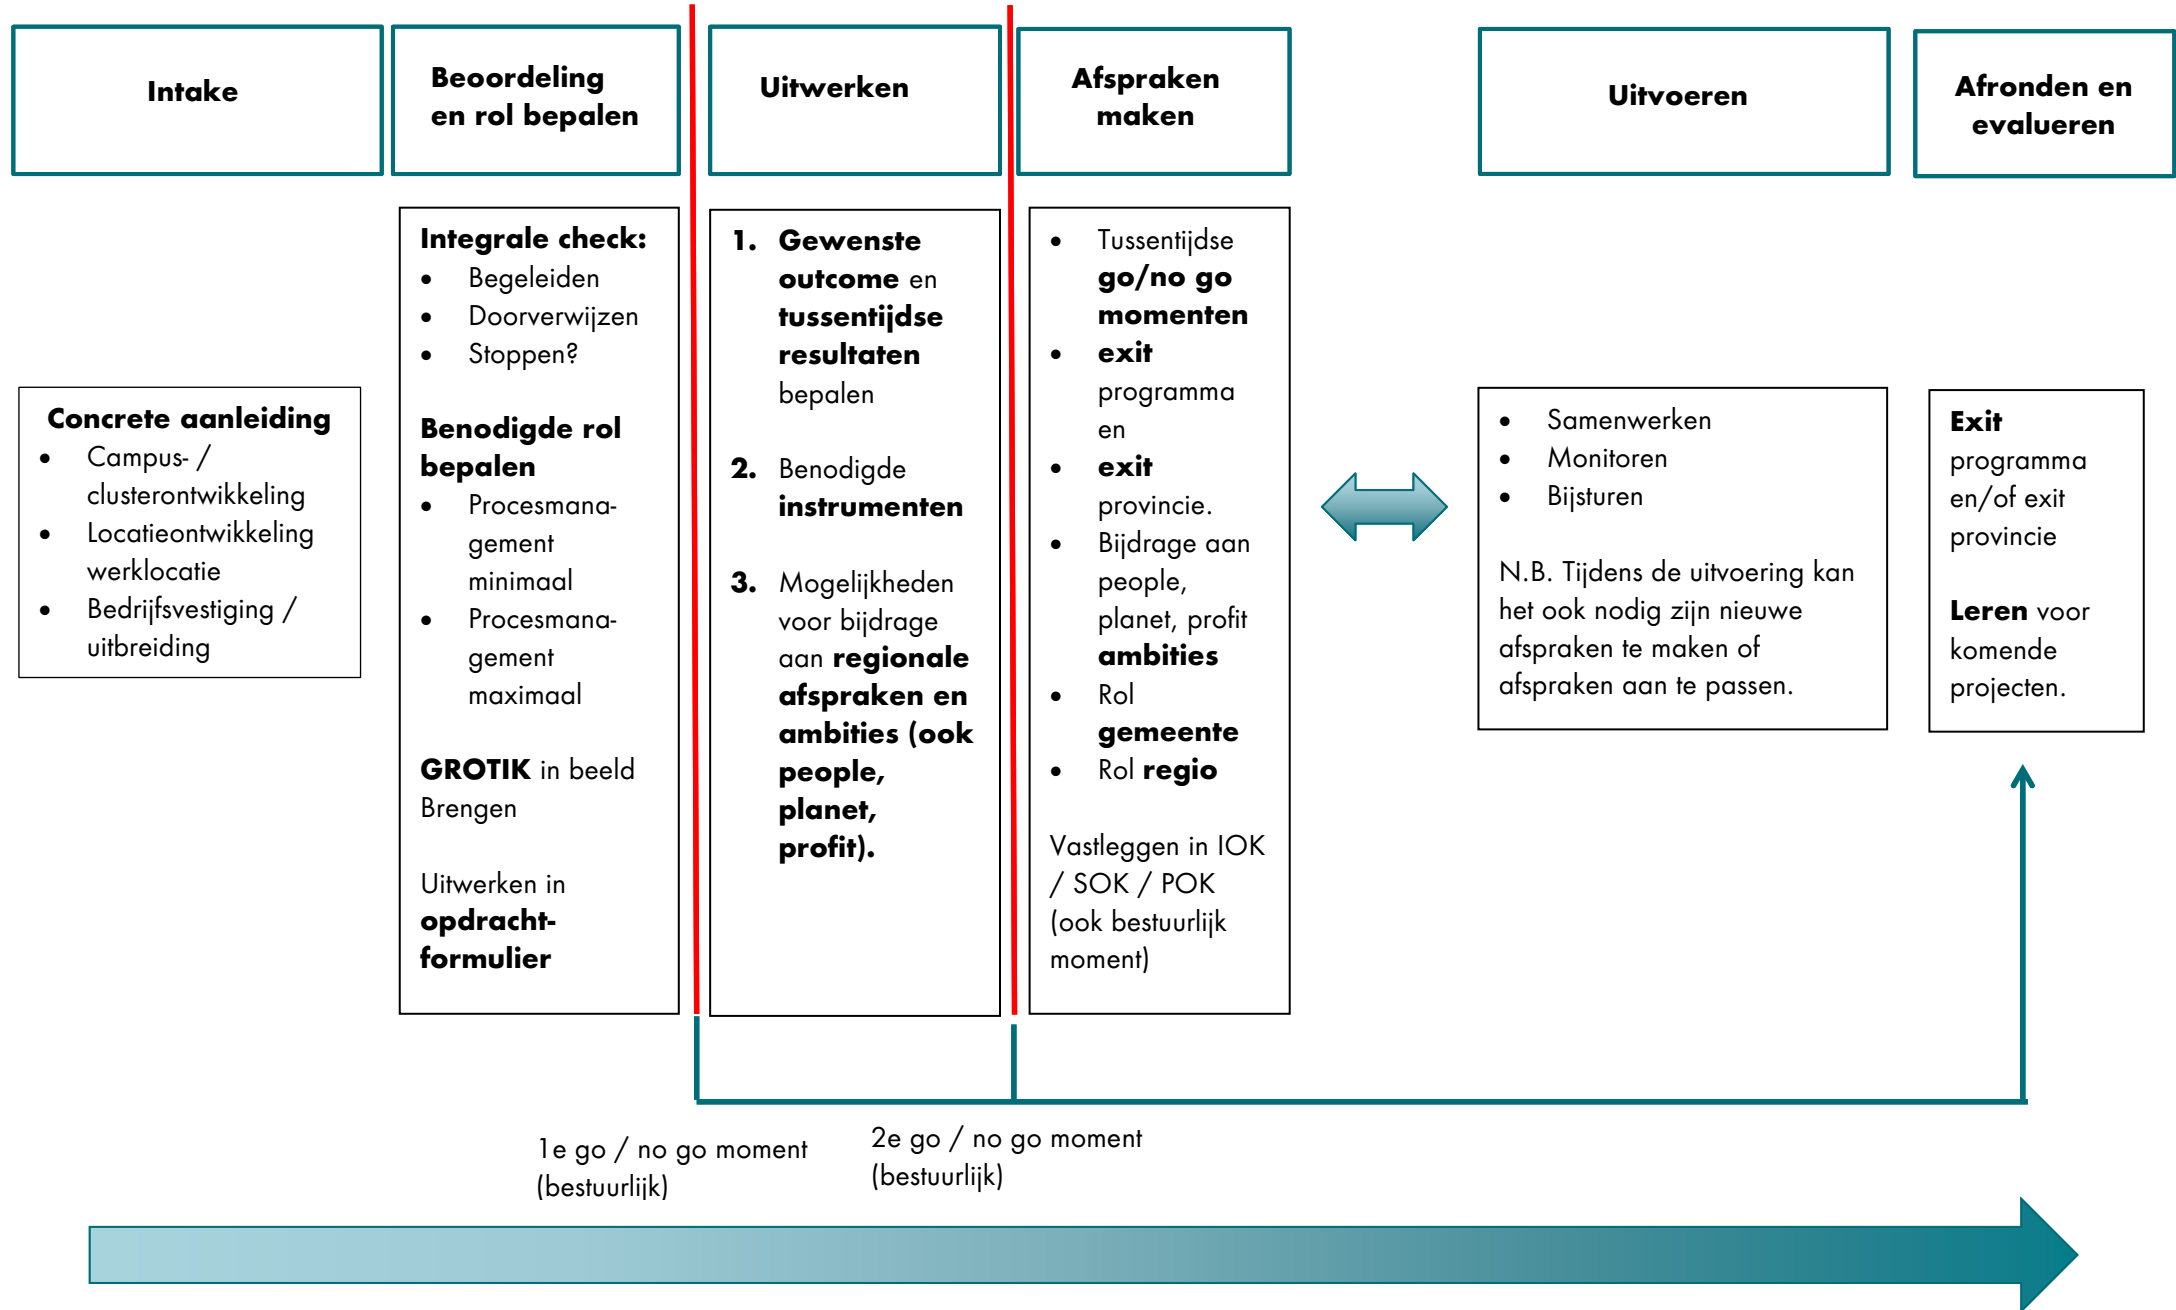 Intake
Beoordeling
en rol bepalen
Uitwerken
Afspraken
maken
Uitvoeren
Afronden en
evalueren
Concrete aanleiding
• Campus- /
clusterontwikkeling
• Locatieontwikkeling
werklocatie
• Bedrijfsvestiging /
uitbreiding
Integrale check:
• Begeleiden
• Doorverwijzen
• Stoppen?
Benodigde rol
bepalen
• Procesmana-
gement
minimaal
• Procesmana-
gement
maximaal
GROTIK in beeld
Brengen
Uitwerken in
opdracht-
formulier
1. Gewenste
outcome en
tussentijdse
resultaten
bepalen
2. Benodigde
instrumenten
3. Mogelijkheden
voor bijdrage
aan regionale
afspraken en
ambities (ook
people,
planet,
profit).
• Tussentijdse
go/no go
momenten
• exit
programma
en
• exit
provincie.
• Bijdrage aan
people,
planet, profit
ambities
• Rol
gemeente
• Rol regio
Vastleggen in IOK
/ SOK / POK
(ook bestuurlijk
moment)
• Samenwerken
• Monitoren
• Bijsturen
N.B. Tijdens de uitvoering kan
het ook nodig zijn nieuwe
afspraken te maken of
afspraken aan te passen.
Exit
programma
en/of exit
provincie
Leren voor
komende
projecten.
1e go / no go moment
(bestuurlijk)
2e go / no go moment
(bestuurlijk)